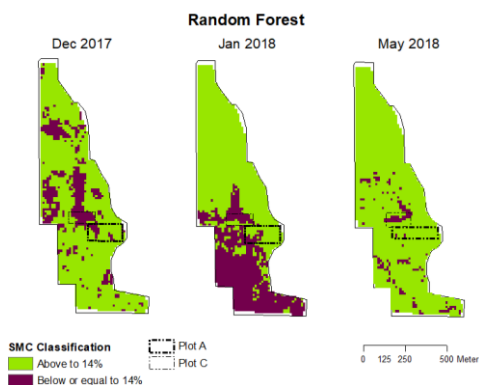 Random Forest
Dec 2017
Jan 2018
May 2018
SMC Classification
Above to 14%
Below or equal to 14%
Plot A
Plot C
0 125 250 500 Meter